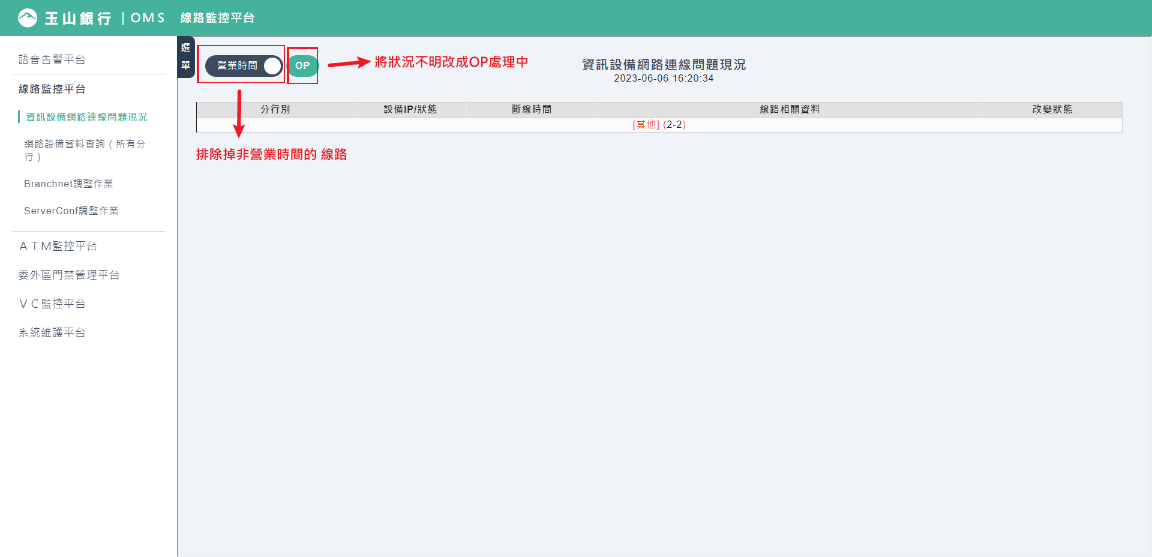 玉山銀行 | OMS 線路監控平台
語音告警平台
線路監控平台
資訊設備網路連線問題現況
網路設備資料查詢 ( 所有分
行 )
Branchnet調整作業
ServerConf調整作業
ＡＴＭ監控平台
委外區門禁管理平台
ＶＣ監控平台
系統維護平台
選
單
營業時間
OP
將狀況不明改成OP處理中
資訊設備網路連線問題現況
2023-06-06 16:20:34
分行別 設備IP/狀態 斷線時間 線路相關資料 改變狀態
[其他] (2-2)
排除掉非營業時間的 線路